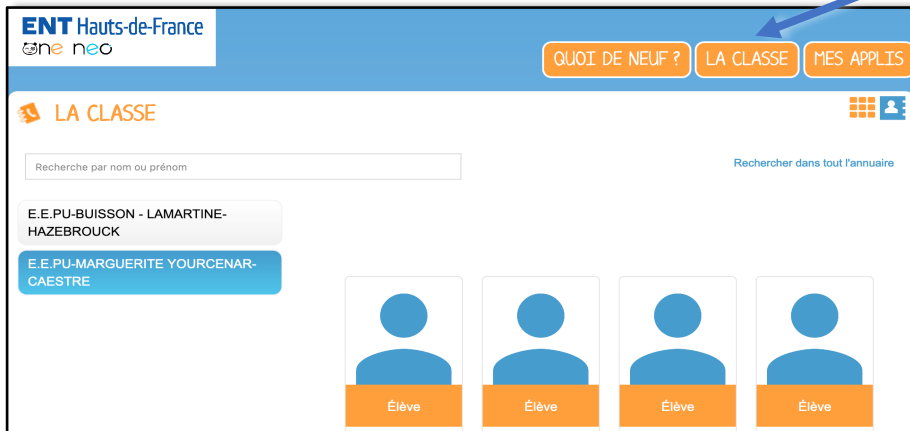 ENT Hauts-de-France
One neo
QUOI DE NEUF ? LA CLASSE MES APPLIS
LA CLASSE
Recherche par nom ou prénom
Rechercher dans tout l'annuaire
E.E.PU-BUISSON - LAMARTINE-
HAZEBROUCK
E.E.PU-MARGUERITE YOURCENAR-
CAESTRE
Élève Élève Élève Élève